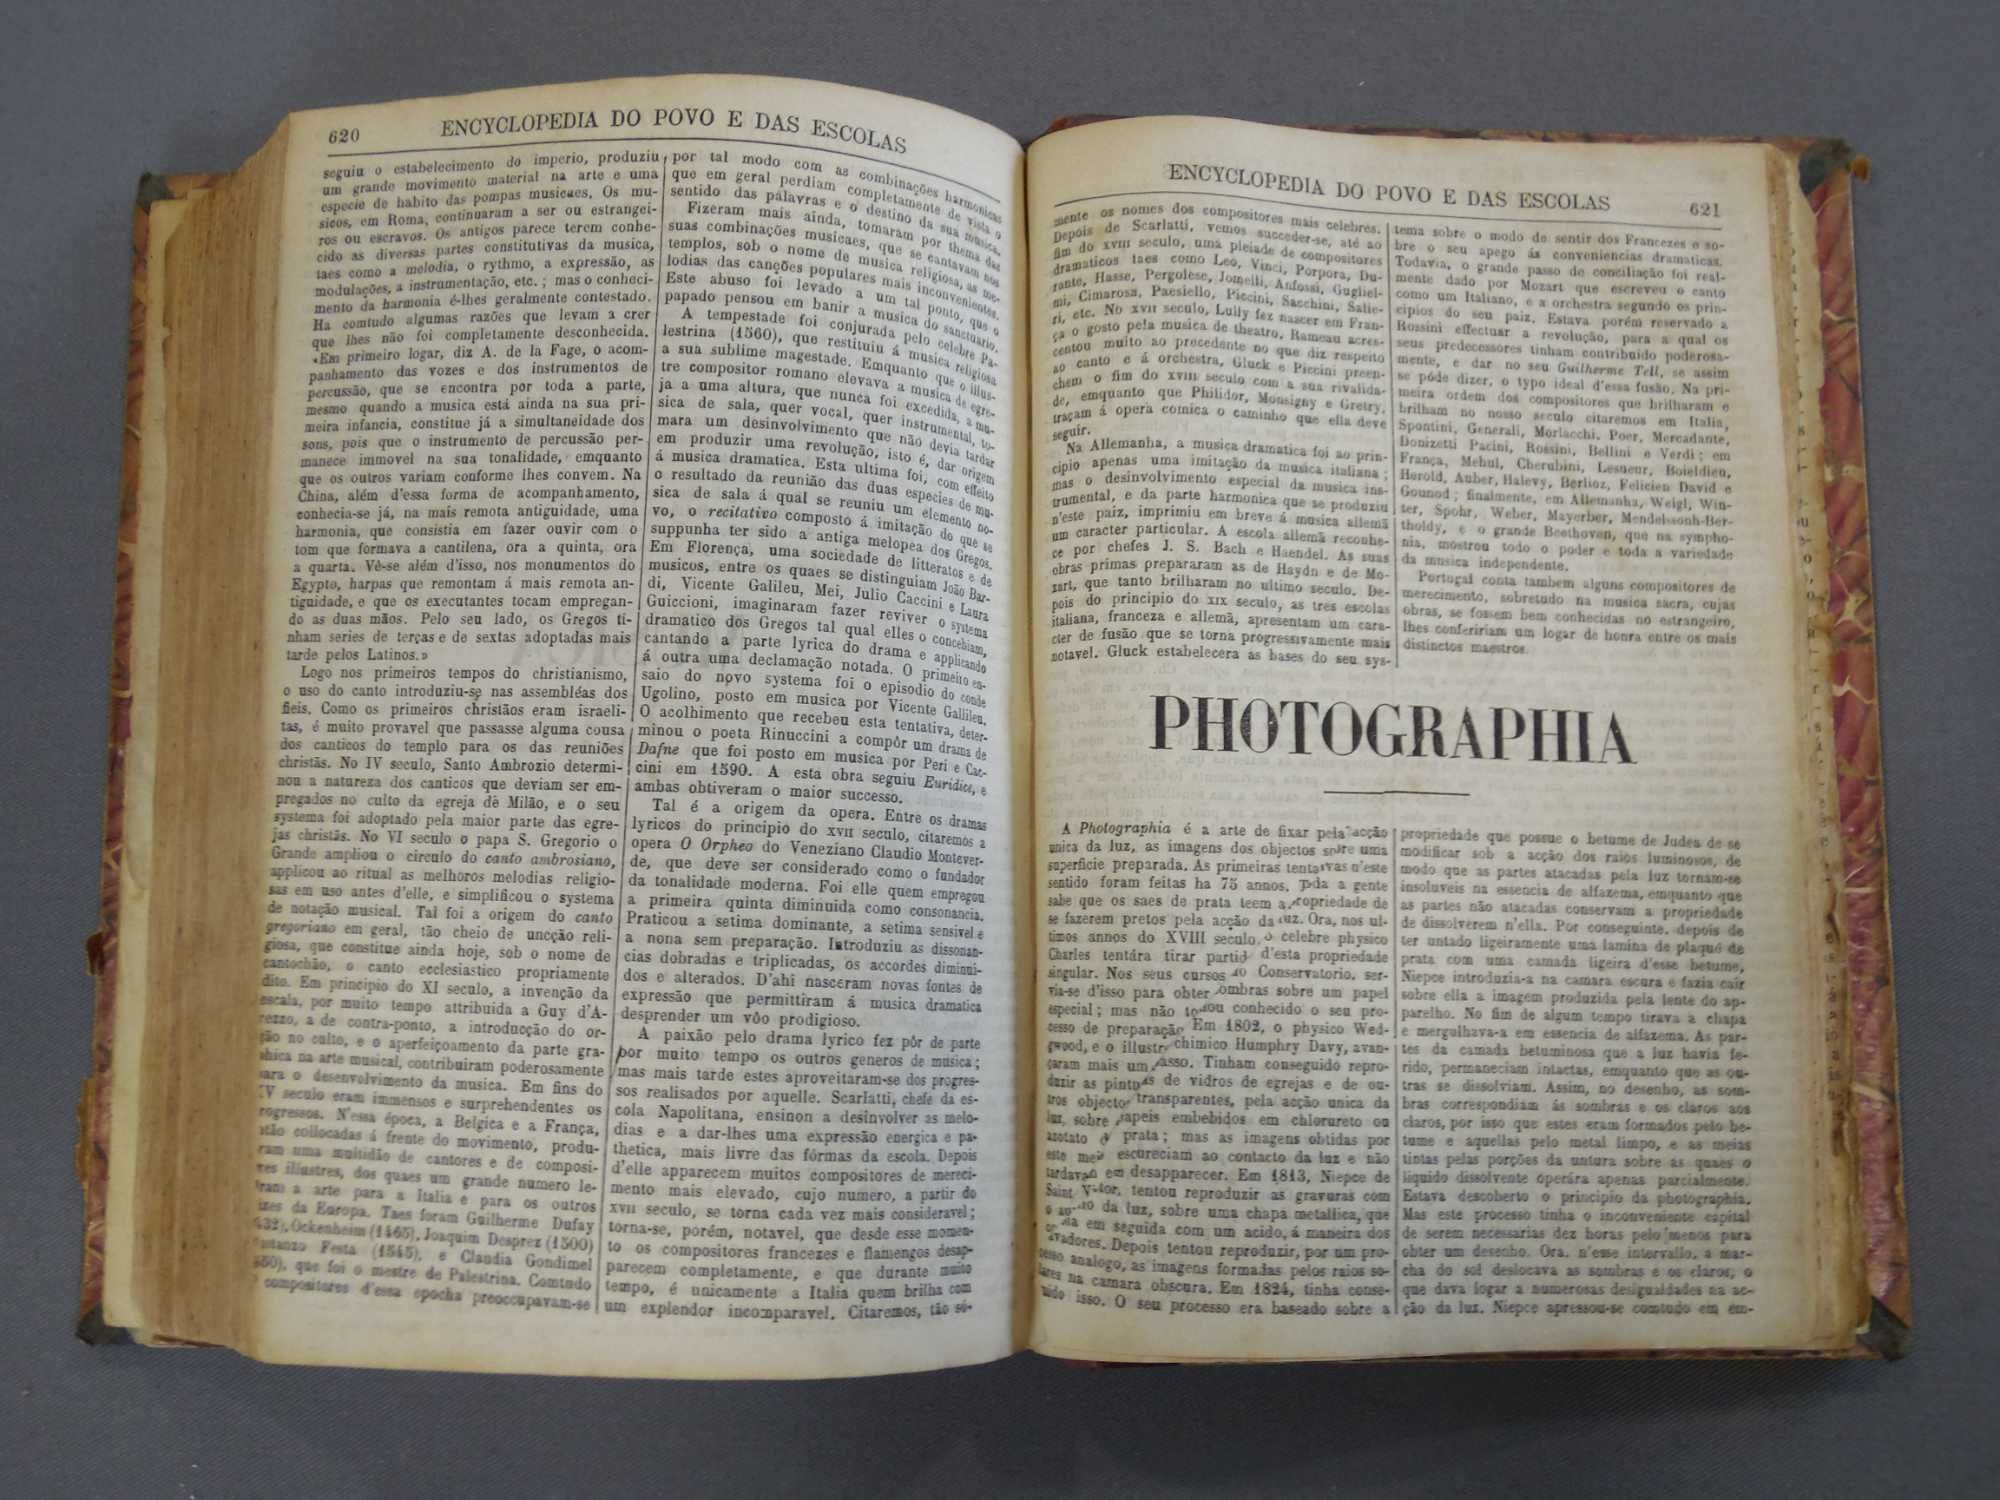 620
ENCYCLOPEDIA DO POVO E DAS ESCOLAS
seguiu o estabelecimento do imperio, produziu
um grande movimento material na arte e uma
especie de habito das pompas musicaes. Os mu-
sicos, em Roma, continuaram a ser ou estrangei-
ros ou escravos. Os antigos parece terem conhe-
cido as diversas partes constitutivas da musica,
taes como a melodia, o rythmo, a expressão, as
modulações, a instrumentação, etc. ; mas o conheci-
mento da harmonia é-lhes geralmente contestado.
Ha comtudo algumas razões que levam a crer
que lhes não foi completamente desconhecida.
«Em primeiro logar, diz A. de la Fage, o acom-
panhamento das vozes e dos instrumentos de
percussão, que se encontra por toda a parte,
mesmo quando a musica está ainda na sua pri-
meira infancia, constitue já a simultaneidade dos
sons, pois que o instrumento de percussão per-
manece immovel na sua tonalidade, emquanto
que os outros variam conforme lhes convem. Na
China, além d'essa forma de acompanhamento,
conhecia-se já, na mais remota antiguidade, uma
harmonia, que consistia em fazer ouvir com o
tom que formava a cantilena, ora a quinta, ora
a quarta. Vê-se além d'isso, nos monumentos do
Egypto, harpas que remontam á mais remota an-
tiguidade, e que os executantes tocam empregan-
do as duas mãos. Pelo seu lado, os Gregos ti-
nham series de terças e de sextas adoptadas mais
tarde pelos Latinos.»
Logo nos primeiros tempos do christianismo,
o uso do canto introduziu-se nas assembléas dos
fieis. Como os primeiros christãos eram israeli-
tas, é muito provavel que passasse alguma cousa
dos canticos do templo para os das reuniões
christãs. No IV seculo, Santo Ambrozio determi-
nou a natureza dos canticos que deviam ser em-
pregados no culto da egreja de Milão, e o seu
systema foi adoptado pela maior parte das egre-
jas christãs. No VI seculo o papa S. Gregorio o
Grande ampliou o circulo do canto ambrosiano,
applicou ao ritual as melhoros melodias religio-
sas em uso antes d'elle, e simplificou o systema
de notação musical. Tal foi a origem do canto
gregoriano em geral, tão cheio de uncção reli-
giosa, que constitue ainda hoje, sob o nome de
cantochão, o canto ecclesiastico propriamente
dito. Em principio do XI seculo, a invenção da
escala, por muito tempo attribuida a Guy d'A-
rezzo, a de contra-ponto, a introducção do or-
gão no culto, e o aperfeiçoamento da parte gra-
phica na arte musical, contribuiram poderosamente
para o desenvolvimento da musica. Em fins do
seculo eram immensos e surprehendentes os
progressos. N'essa época, a Belgica e a França,
então collocadas á frente do movimento, produ-
ram uma multidão de cantores e de composi-
res illustres, dos quaes um grande numero le-
varam a arte para a Italia e para os outros
da Europa. Taes foram Guilherme Dufay
Ockenheim (1465), Joaquim Desprez (1500)
Festa (1545), e Claudia Gondimel
que foi o mestre de Palestrina. Comtudo
compositores d'essa epocha preoccupavam-se
por tal modo com as combinações harmonicas
que em geral perdiam completamente de vista o
sentido das palavras e o destino da sua musica.
Fizeram mais ainda, tomaram por thema das
suas combinações musicaes, que se cantavam nos
templos, sob o nome de musica religiosa, as me-
lodias das canções populares mais inconvenientes.
Este abuso foi levado a um tal ponto, que o
papado pensou em banir a musica do sanctuario.
A tempestade foi conjurada pelo celebre Pa-
lestrina (1560), que restituiu á musica religiosa
a sua sublime magestade. Emquanto que o illus-
tre compositor romano elevava a musica de egre-
ja a uma altura, que nunca foi excedida, a mu-
sica de sala, quer vocal, quer instrumental, to-
mara um desinvolvimento que não devia tardar
em produzir uma revolução, isto é, dar origem
á musica dramatica. Esta ultima foi, com effeito
o resultado da reunião das duas especies de mu-
sica de sala á qual se reuniu um elemento no-
vo, o recitativo composto á imitação do que se
suppunha ter sido a antiga melopea dos Gregos.
Em Florença, uma sociedade de litteratos e de
musicos, entre os quaes se distinguiam João Bar-
di, Vicente Galileu, Mei, Julio Caccini e Laura
Guiccioni, imaginaram fazer reviver o systema
dramatico dos Gregos tal qual elles o concebiam,
cantando a parte lyrica do drama e applicando
á outra uma declamação notada. O primeiro en-
saio do novo systema foi o episodio do conde
Ugolino, posto em musica por Vicente Gallileu.
O acolhimento que recebeu esta tentativa, deter-
minou o poeta Rinuccini a compôr um drama de
Dafne que foi posto em musica por Peri e Cac-
cini em 1590. A esta obra seguiu Euridice, e
ambas obtiveram o maior successo.
Tal é a origem da opera. Entre os dramas
lyricos do principio do XVII seculo, citaremos a
opera O Orpheo do Veneziano Claudio Montever-
de, que deve ser considerado como o fundador
da tonalidade moderna. Foi elle quem empregou
a primeira quinta diminuida como consonancia.
Praticou a setima dominante, a setima sensivel e
a nona sem preparação. Introduziu as dissonan-
cias dobradas e triplicadas, os accordes diminui-
dos e alterados. D'ahi nasceram novas fontes de
expressão que permittiram á musica dramatica
desprender um vôo prodigioso.
A paixão pelo drama lyrico fez pôr de parte
por muito tempo os outros generos de musica;
mas mais tarde estes aproveitaram-se dos progres-
sos realisados por aquelle. Scarlatti, chefe da es-
cola Napolitana, ensinon a desinvolver as melo-
dias e a dar-lhes uma expressão energica e pa-
thetica, mais livre das fórmas da escola. Depois
d'elle apparecem muitos compositores de mereci-
mento mais elevado, cujo numero, a partir do
XVII seculo, se torna cada vez mais consideravel;
torna-se, porém, notavel, que desde esse momen-
to os compositores francezes e flamengos desap-
parecem completamente, e que durante muito
tempo, é unicamente a Italia quem brilha com
um explendor incomparavel. Citaremos, tão só-
ENCYCLOPEDIA DO POVO E DAS ESCOLAS
621
mente os nomes dos compositores mais celebres.
Depois de Scarlatti, vemos succeder-se, até ao
fim do XVIII seculo, uma pleiade de compositores
dramaticos taes como Leo, Vinci, Porpora, Du-
rante, Hasse, Pergolese, Jomelli, Anfossi, Gugliel-
mi, Cimarosa, Paesiello, Piccini, Sacchini, Salie-
ri, etc. No XVII seculo, Lully fez nascer em Fran-
ça o gosto pela musica de theatro, Rameau acres-
centou muito ao precedente no que diz respeito
ao canto e á orchestra, Gluck e Piccini preen-
chem o fim do XVIII seculo com a sua rivalida-
de, emquanto que Philidor, Monsigny e Gretry,
traçam á opera comica o caminho que ella deve
seguir.
Na Allemanha, a musica dramatica foi ao prin-
cipio apenas uma imitação da musica italiana ;
mas o desinvolvimento especial da musica ins-
trumental, e da parte harmonica que se produziu
n'este paiz, imprimiu em breve á musica allemã
um caracter particular. A escola allemã reconhe-
ce por chefes J. S. Bach e Haendel. As suas
obras primas prepararam as de Haydn e de Mo-
zart, que tanto brilharam no ultimo seculo. De-
pois do principio do XIX seculo, as tres escolas
italiana, franceza e allemã, apresentam um cara-
cter de fusão que se torna progressivamente mais
notavel. Gluck estabelecera as bases do seu sys-
tema sobre o modo de sentir dos Francezes e so-
bre o seu apego ás conveniencias dramaticas.
Todavia, o grande passo de conciliação foi real-
mente dado por Mozart que escreveu o canto
como um Italiano, e a orchestra segundo os prin-
cipios do seu paiz. Estava porém reservado a
Rossini effectuar a revolução, para a qual os
seus predecessores tinham contribuido poderosa-
mente, e dar no seu Guilherme Tell, se assim
se póde dizer, o typo ideal d'essa fusão. Na pri-
meira ordem dos compositores que brilharam e
brilham no nosso seculo citaremos em Italia,
Spontini, Generali, Morlacchi, Poer, Mercadante,
Donizetti Pacini, Rossini, Bellini e Verdi ; em
França, Mehul, Cherubini, Lesueur, Boieldieu,
Herold, Auber, Halevy, Berlioz, Felicien David e
Gounod ; finalmente, em Allemanha, Weigl, Win-
ter, Spohr, Weber, Mayerber, Mendelssonh-Ber-
tholdy, e o grande Beethoven, que na sympho-
nia, mostrou todo o poder e toda a variedade
da musica independente.
Portugal conta tambem alguns compositores de
merecimento, sobretudo na musica sacra, cujas
obras, se fossem bem conhecidas no estrangeiro,
lhes confeririam um logar de honra entre os mais
distinctos maestros.
PHOTOGRAPHIA
A Photographia é a arte de fixar pela acção
unica da luz, as imagens dos objectos sobre uma
superficie preparada. As primeiras tentativas n'este
sentido foram feitas ha 75 annos. Toda a gente
sabe que os saes de prata teem a propriedade de
se fazerem pretos pela acção da luz. Ora, nos ul-
timos annos do XVIII seculo, o celebre physico
Charles tentára tirar partido d'esta propriedade
singular. Nos seus cursos do Conservatorio, ser-
via-se d'isso para obter sombras sobre um papel
especial ; mas não tornou conhecido o seu pro-
cesso de preparação. Em 1802, o physico Wed-
gwood, e o illustre chimico Humphry Davy, avan-
çaram mais um passo. Tinham conseguido repro-
duzir as pinturas de vidros de egrejas e de ou-
tros objectos transparentes, pela acção unica da
luz, sobre papeis embebidos em chlorureto ou
azotato de prata ; mas as imagens obtidas por
este meio escureciam ao contacto da luz e não
tardavam em desapparecer. Em 1813, Niepce de
Saint Victor, tentou reproduzir as gravuras com
o auxilio da luz, sobre uma chapa metallica, que
em seguida com um acido, á maneira dos
gravadores. Depois tentou reproduzir, por um pro-
cesso analogo, as imagens formadas pelos raios so-
lares na camara obscura. Em 1824, tinha conse-
guido isso. O seu processo era baseado sobre a
propriedade que possue o betume de Judea de se
modificar sob a acção dos raios luminosos, de
modo que as partes atacadas pela luz tornam-se
insoluveis na essencia de alfazema, emquanto que
as partes não atacadas conservam a propriedade
de dissolverem n'ella. Por conseguinte, depois de
ter untado ligeiramente uma lamina de plaqué de
prata com uma camada ligeira d'esse betume,
Niepce introduzia-a na camara escura e fazia cair
sobre ella a imagem produzida pela lente do ap-
parelho. No fim de algum tempo tirava a chapa
e mergulhava-a em essencia de alfazema. As par-
tes da camada betuminosa que a luz havia fe-
rido, permaneciam intactas, emquanto que as ou-
tras se dissolviam. Assim, no desenho, as som-
bras correspondiam ás sombras e os claros aos
claros, por isso que estes eram formados pelo be-
tume e aquellas pelo metal limpo, e as meias
tintas pelas porções da untura sobre as quaes o
liquido dissolvente operára apenas parcialmente.
Estava descoberto o principio da photographia.
Mas este processo tinha o inconveniente capital
de serem necessarias dez horas pelo menos para
obter um desenho. Ora, n'esse intervallo, a mar-
cha do sol deslocava as sombras e os claros, o
que dava logar a numerosas desigualdades na ac-
ção da luz. Niepce apressou-se comtudo em em-